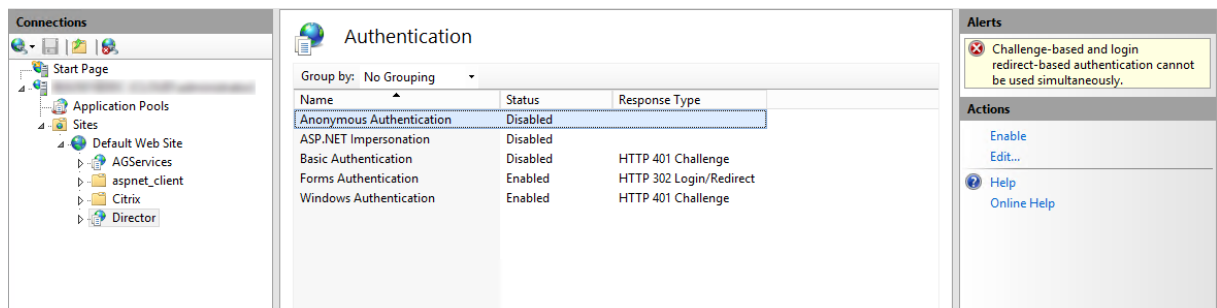 Connections
Start Page
Application Pools
Sites
Default Web Site
AGServices
aspnet_client
Citrix
Director
Authentication
Group by: No Grouping
Name Status Response Type
Anonymous Authentication Disabled
ASP.NET Impersonation Disabled
Basic Authentication Disabled HTTP 401 Challenge
Forms Authentication Enabled HTTP 302 Login/Redirect
Windows Authentication Enabled HTTP 401 Challenge
Alerts
Challenge-based and login
redirect-based authentication cannot
be used simultaneously.
Actions
Enable
Edit...
Help
Online Help